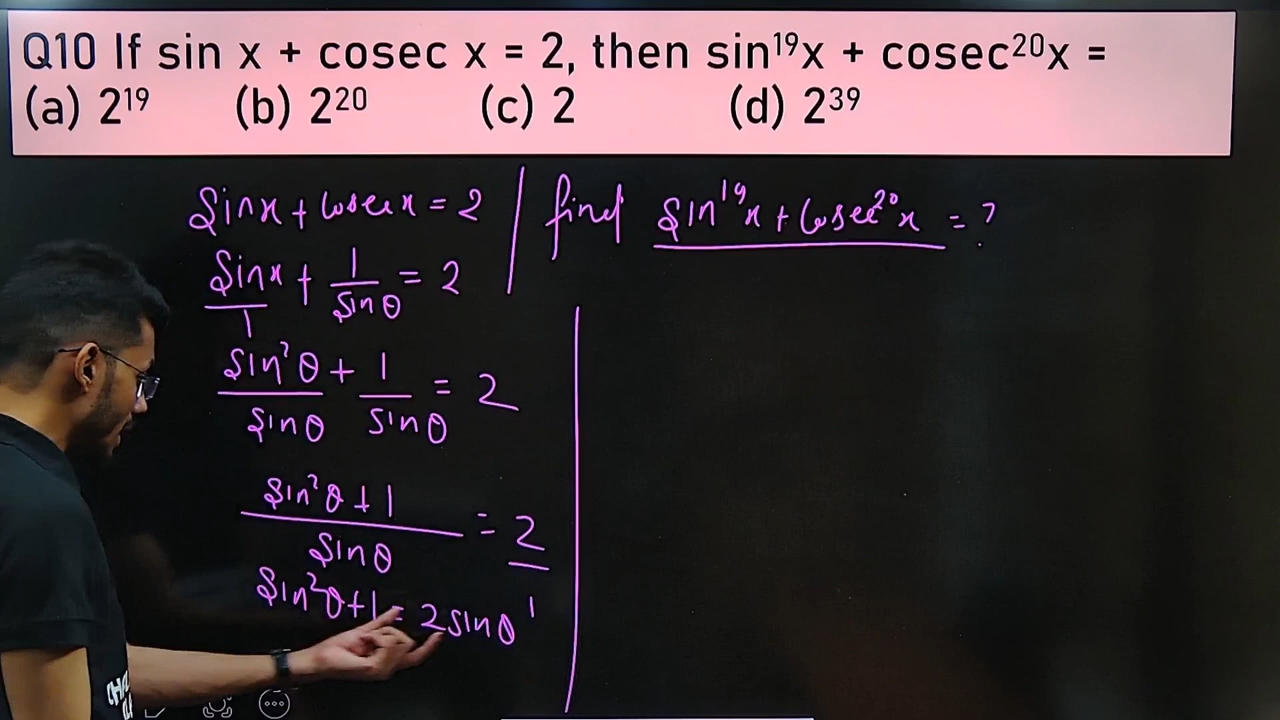 Q10 If sin x + cosec x = 2, then sin¹⁹x + cosec²⁰x =
(a) 2¹⁹ (b) 2²⁰ (c) 2 (d) 2³⁹
Sinx + Cosecx = 2 | find Sin¹⁹x + Cosec²⁰x = ?
Sinx/1 + 1/Sinθ = 2
Sin²θ/Sinθ + 1/Sinθ = 2
(Sin²θ + 1)/Sinθ = 2
Sin²θ + 1 = 2Sinθ